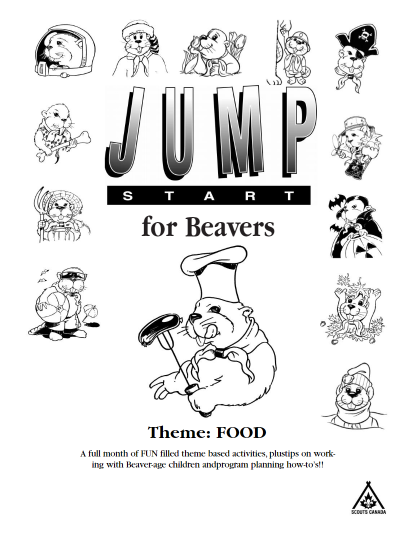 JUMP
START
for Beavers
Theme: FOOD
A full month of FUN filled theme based activities, plustips on work-
ing with Beaver-age children andprogram planning how-to's!!
SCOUTS CANADA